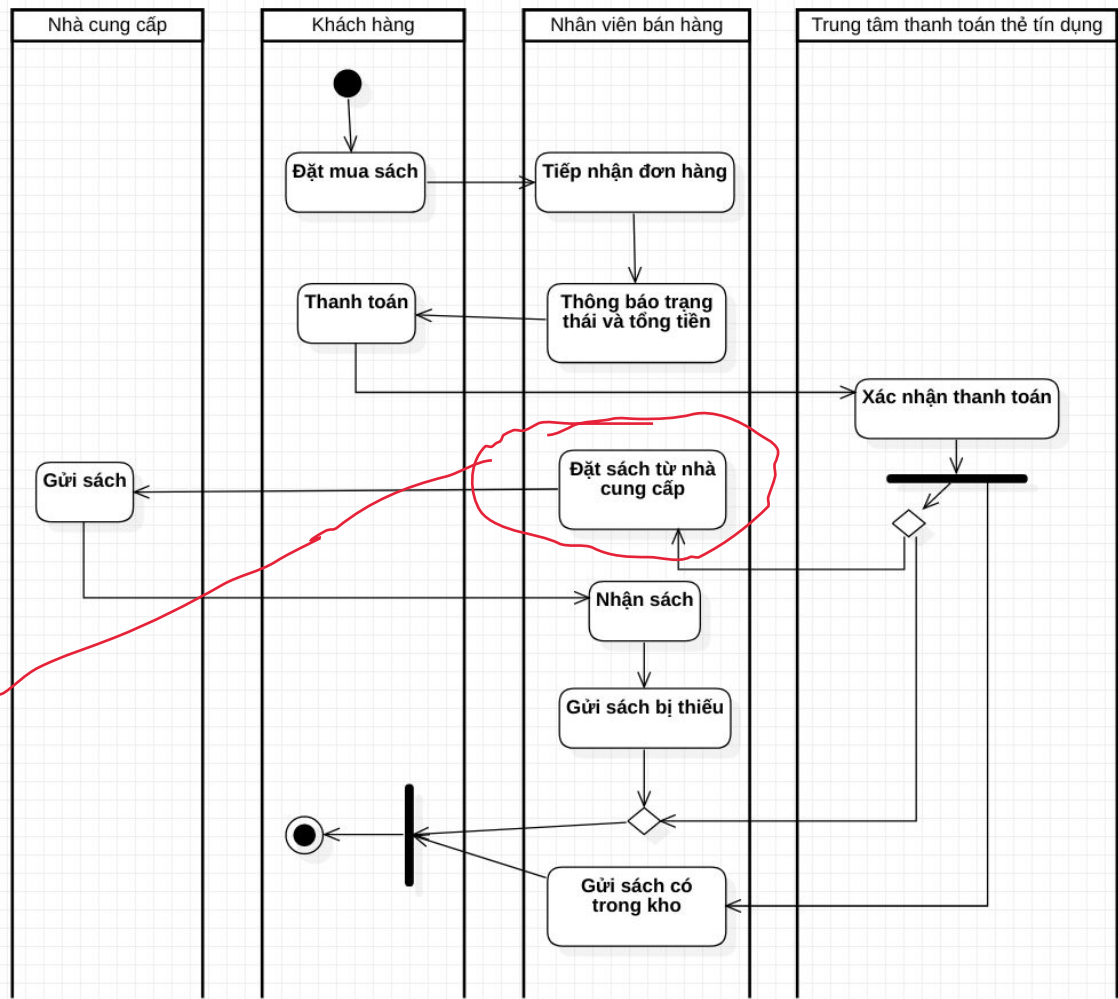 Nhà cung cấp
Khách hàng
Nhân viên bán hàng
Trung tâm thanh toán thẻ tín dụng
Đặt mua sách
Tiếp nhận đơn hàng
Thanh toán
Thông báo trạng
thái và tổng tiền
Xác nhận thanh toán
Gửi sách
Đặt sách từ nhà
cung cấp
Nhận sách
Gửi sách bị thiếu
Gửi sách có
trong kho